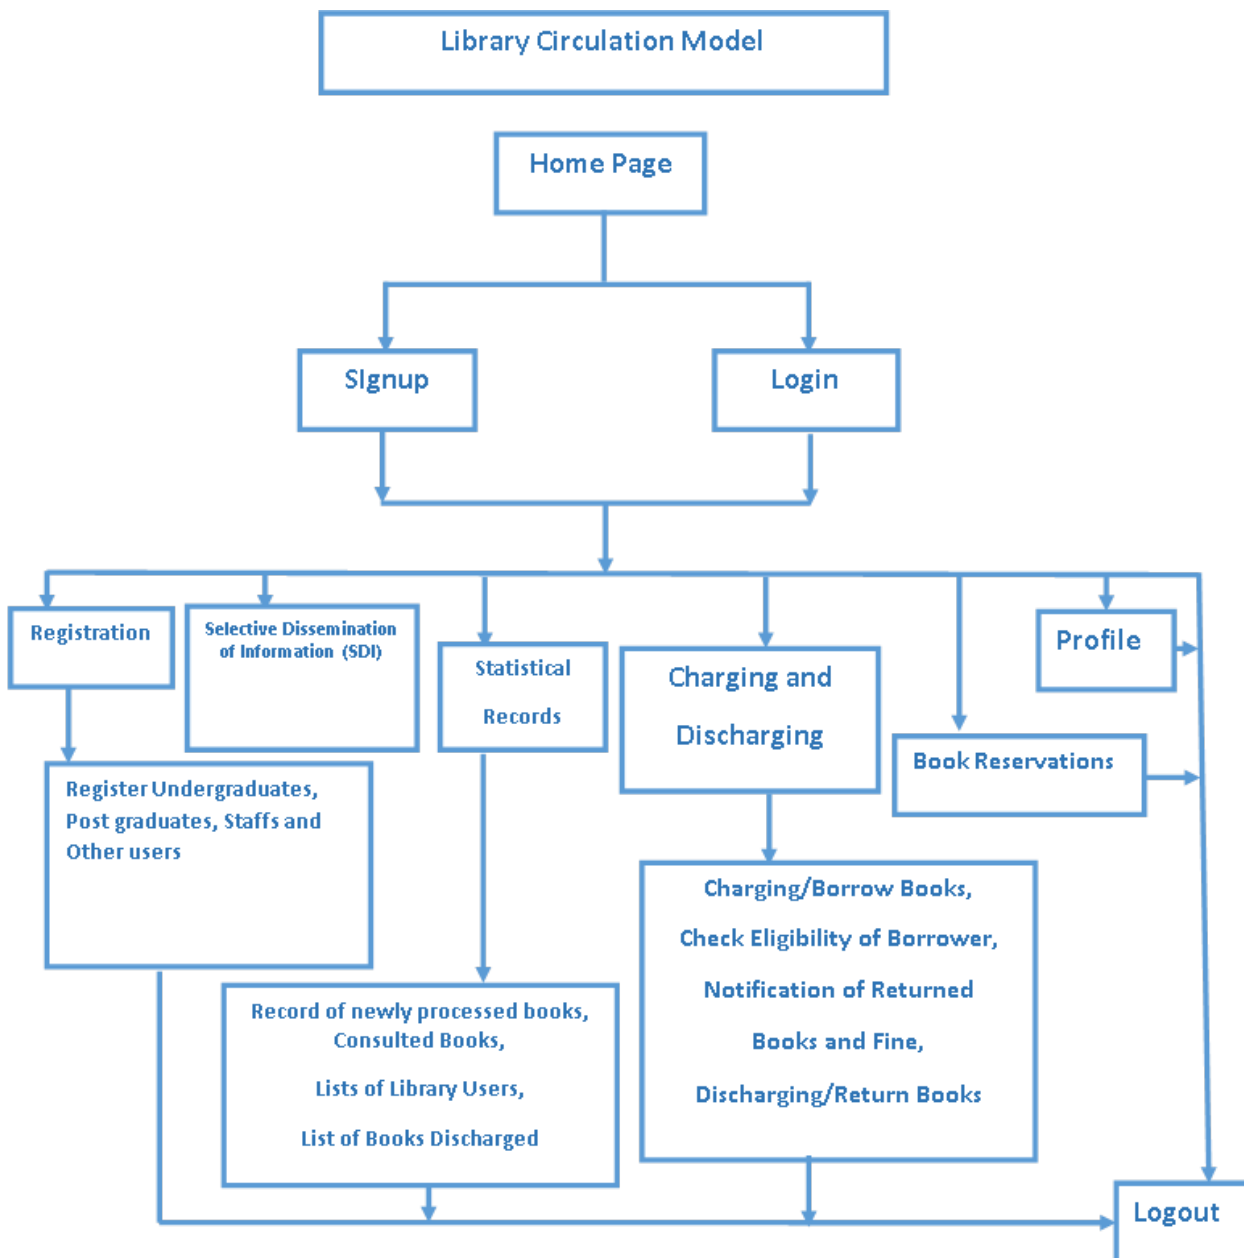 Library Circulation Model
Home Page
SIgnup
Login
Registration
Selective Dissemination
of Information (SDI)
Statistical
Records
Charging and
Discharging
Book Reservations
Profile
Register Undergraduates,
Post graduates, Staffs and
Other users
Record of newly processed books,
Consulted Books,
Lists of Library Users,
List of Books Discharged
Charging/Borrow Books,
Check Eligibility of Borrower,
Notification of Returned
Books and Fine,
Discharging/Return Books
Logout